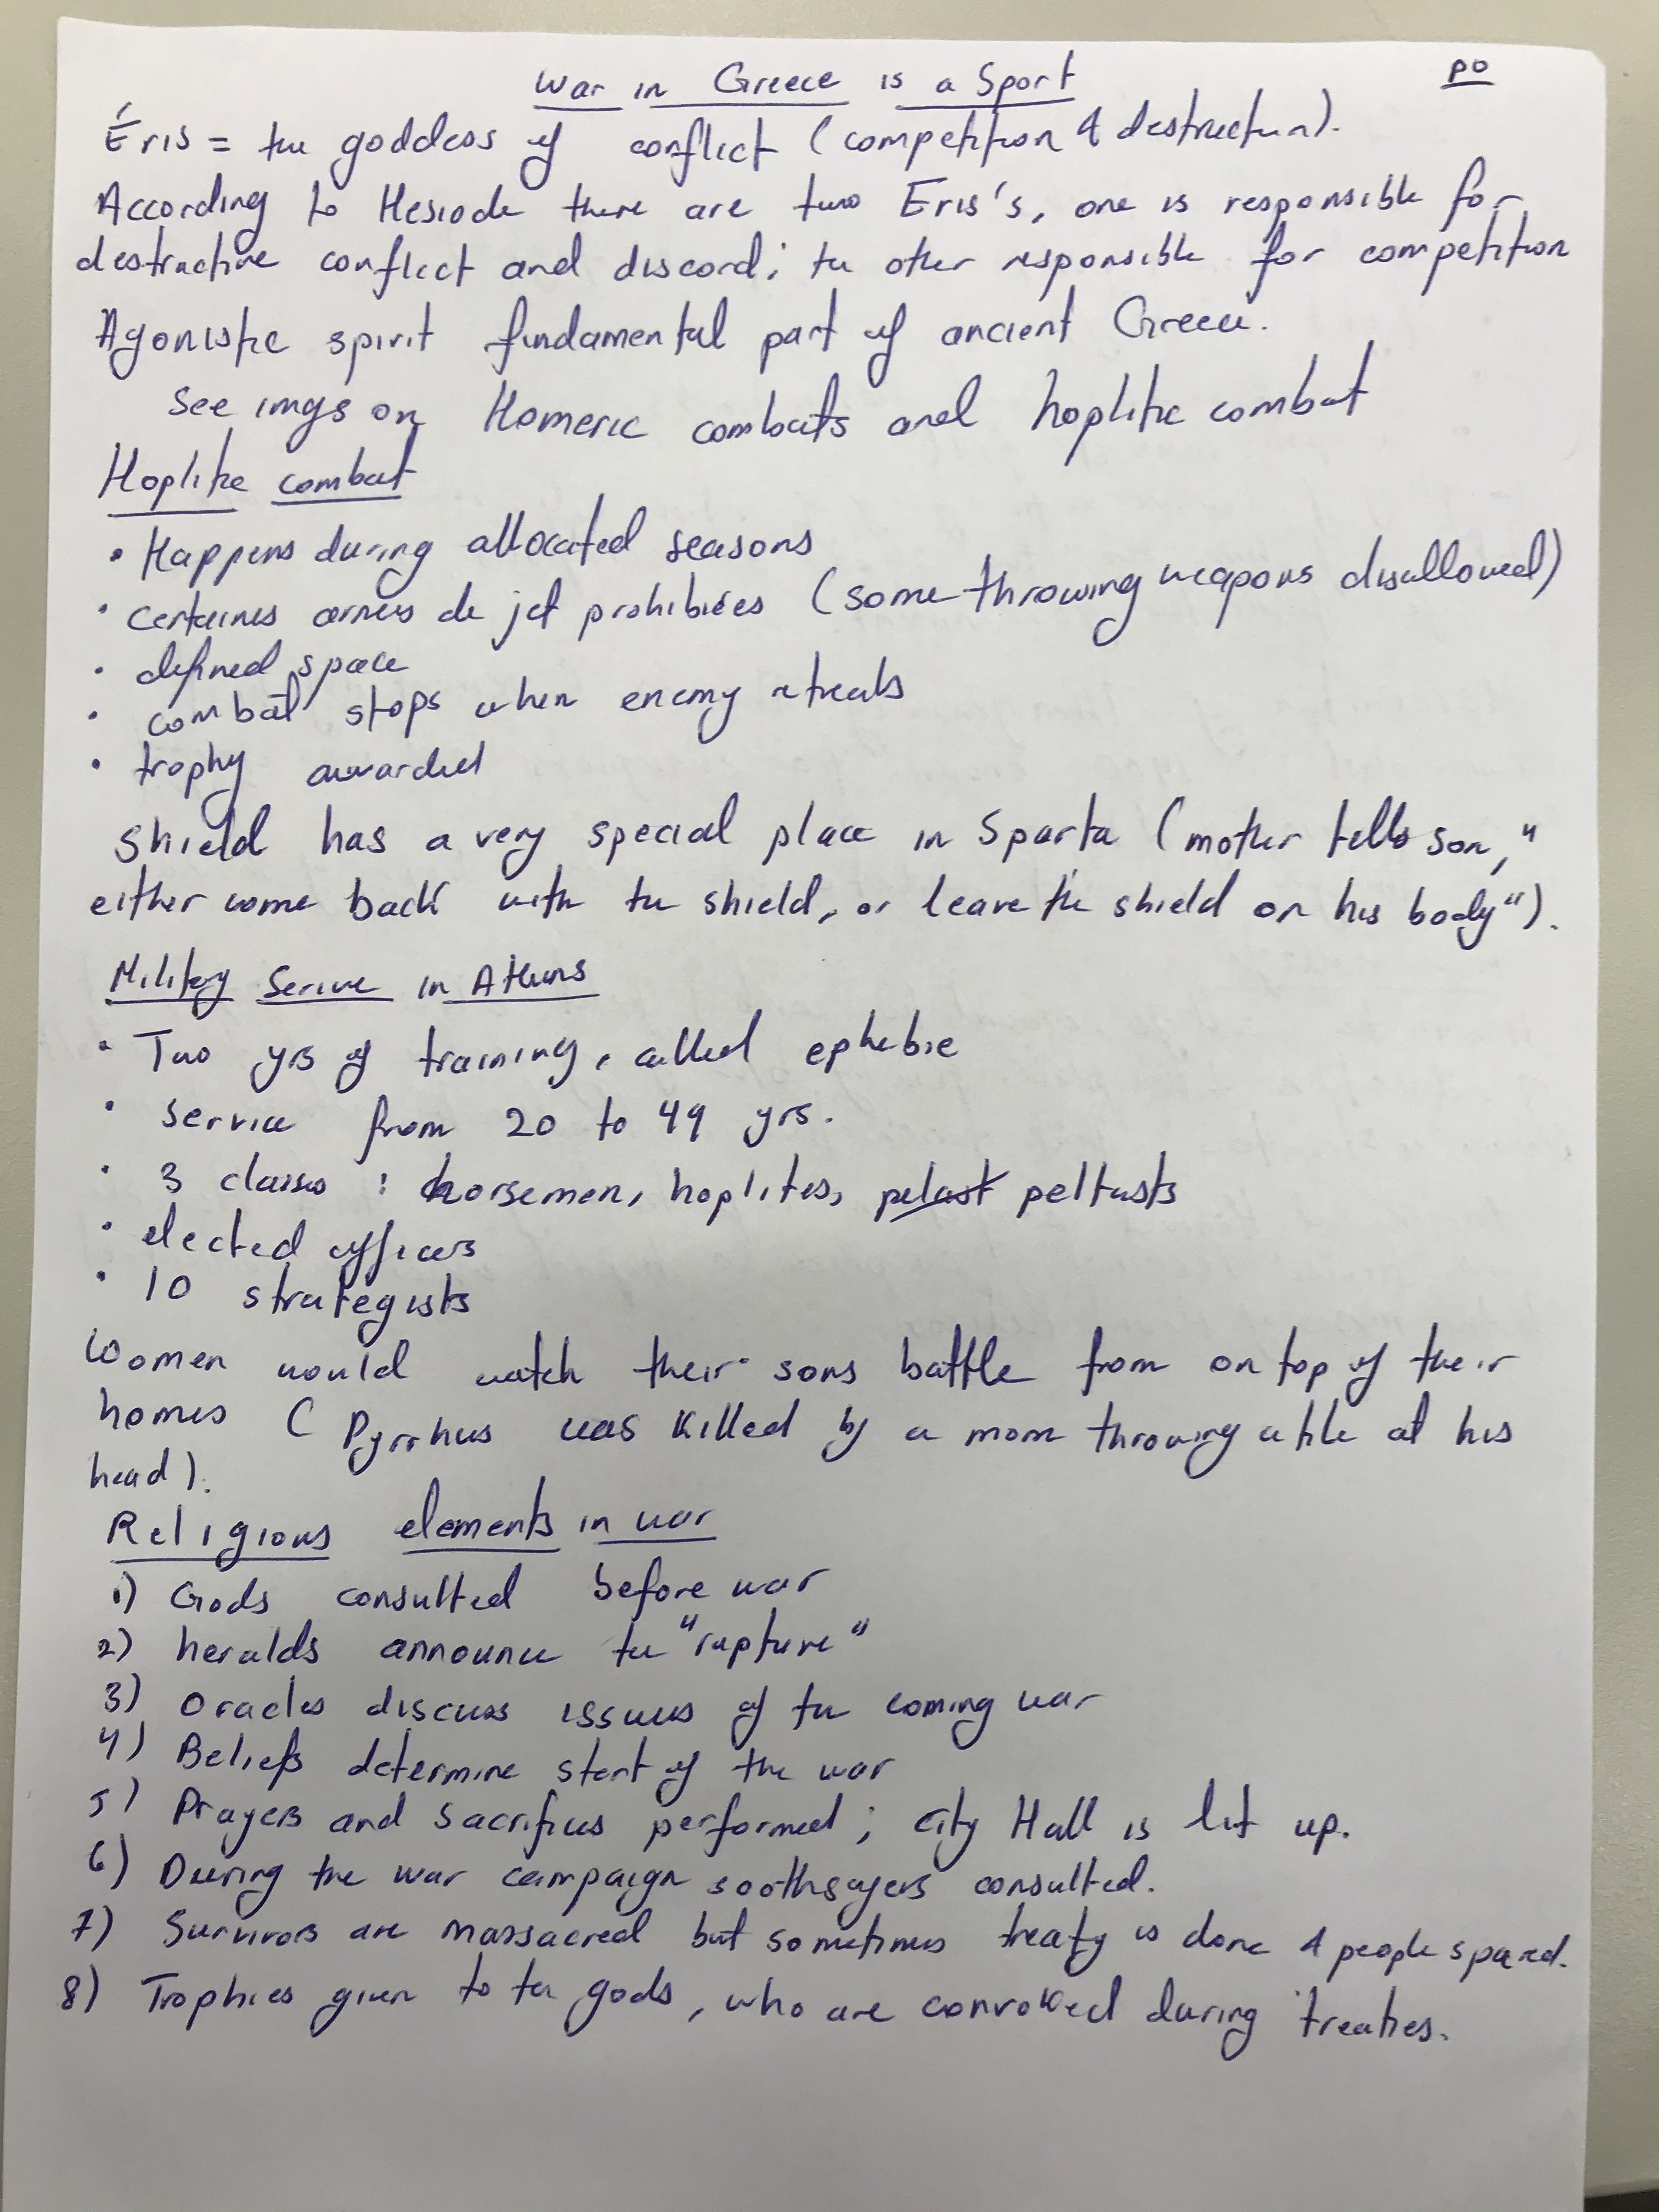 War in Greece is a Sport
p0
Éris = the goddess of conflict (competition & destruction).
According to Hesiode there are two Eris's, one is responsible for
destructive conflict and discord; the other responsible for competition
Agonistic spirit fundamental part of ancient Greece.
See imgs on Homeric combats and hoplitic combat
Hoplitic combat
• Happens during allocated seasons
• certaines armes de jet prohibiées (some throwing weapons disallowed)
• defined space
• combat stops when enemy retreats
• trophy awarded
Shield has a very special place in Sparta (mother tells son, "
either come back with the shield, or leave the shield on his body").
Military Service in Athens
• Two yrs of training, called ephebie
• service from 20 to 49 yrs.
• 3 classes : horsemen, hoplites, pelast peltasts
• elected officers
• 10 strategists
Women would watch their sons battle from on top of their
homes ( Pyrrhus was killed by a mom throwing a tile at his
head).
Religious elements in war
1) Gods consulted before war
2) heralds announce the "rupture"
3) Oracles discuss issues of the coming war
4) Beliefs determine start of the war
5) Prayers and sacrifices performed; city Hall is lit up.
6) During the war campaign soothsayers consulted.
7) Survivors are massacred but sometimes treaty is done & people spared.
8) Trophies given to the gods, who are convoked during treaties.